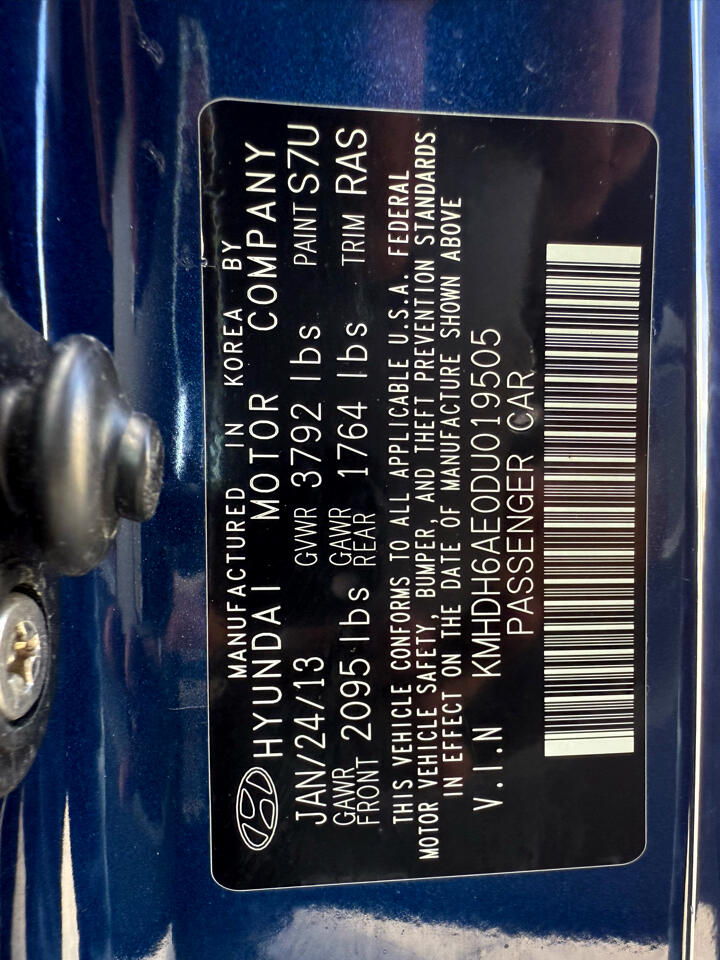 MANUFACTURED IN KOREA BY
HYUNDAI MOTOR COMPANY
JAN/24/13 GVWR 3792 lbs PAINT S7U
GAWR FRONT 2095 lbs GAWR REAR 1764 lbs TRIM RAS
THIS VEHICLE CONFORMS TO ALL APPLICABLE U.S.A. FEDERAL
MOTOR VEHICLE SAFETY, BUMPER, AND THEFT PREVENTION STANDARDS
IN EFFECT ON THE DATE OF MANUFACTURE SHOWN ABOVE
V.I.N KMHDH6AE0DU019505
PASSENGER CAR